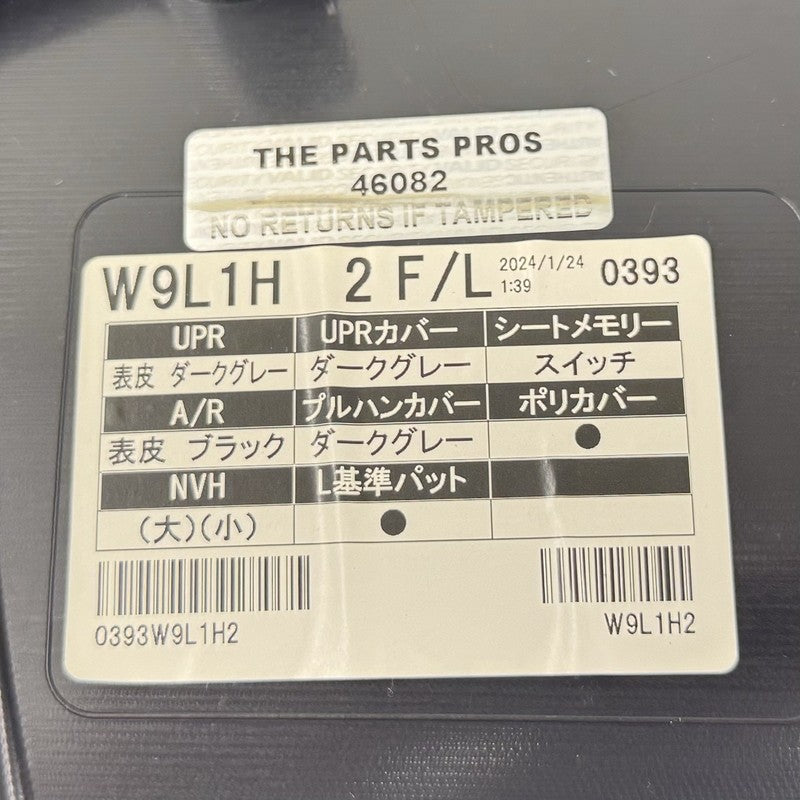 THE PARTS PROS
46082
NO RETURNS IF TAMPERED
W9L1H 2 F/L 2024/1/24 1:39 0393
UPR UPRカバー シートメモリー
表皮 ダークグレー ダークグレー スイッチ
A/R プルハンカバー ポリカバー
表皮 ブラック ダークグレー ●
NVH L基準パット
(大)(小) ●
0393W9L1H2 W9L1H2